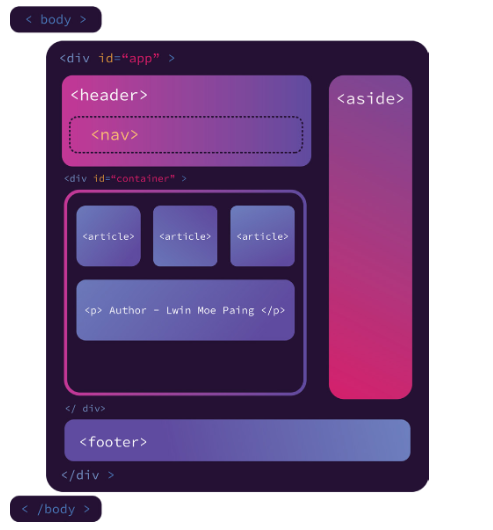 < body >
<div id="app" >
<header>
<nav>
<aside>
<div id="container" >
<article>
<article>
<article>
<p> Author - Lwin Moe Paing </p>
</ div>
<footer>
</div >
< /body >